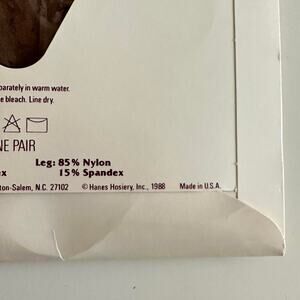 parately in warm water.
e bleach. Line dry.
NE PAIR
Leg: 85% Nylon
ex 15% Spandex
ton-Salem, N.C. 27102 © Hanes Hosiery, Inc., 1988 Made in U.S.A.